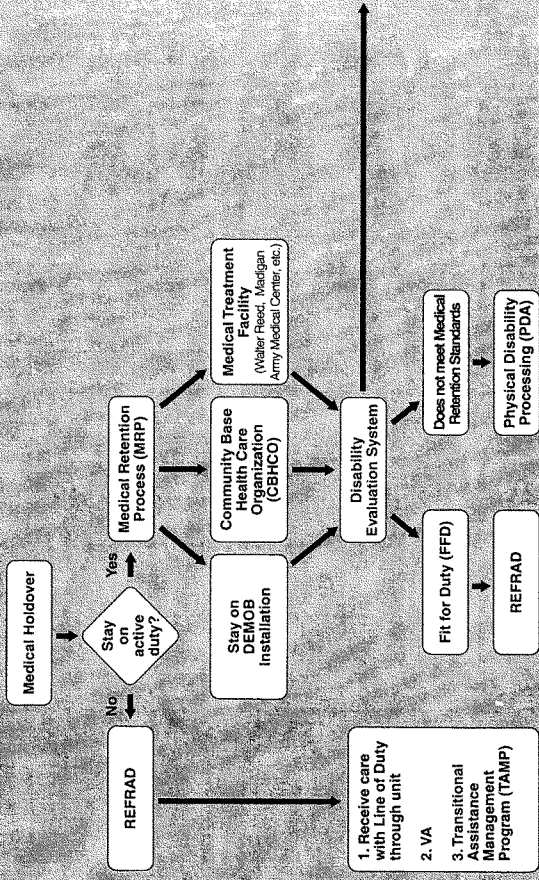 Medical Holdover
Stay
on
active
duty?
No
Yes
REFRAD
Medical Retention
Process (MRP)
Stay on
DEMOB
Installation
Community Base
Health Care
Organization
(CBHCO)
Medical Treatment
Facility
(Walter Reed, Madigan
Army Medical Center, etc.)
1. Receive care
with Line of Duty
through unit
2. VA
3. Transitional
Assistance
Management
Program (TAMP)
Disability
Evaluation System
Fit for Duty (FFD)
Does not meet Medical
Retention Standards
REFRAD
Physical Disability
Processing (PDA)